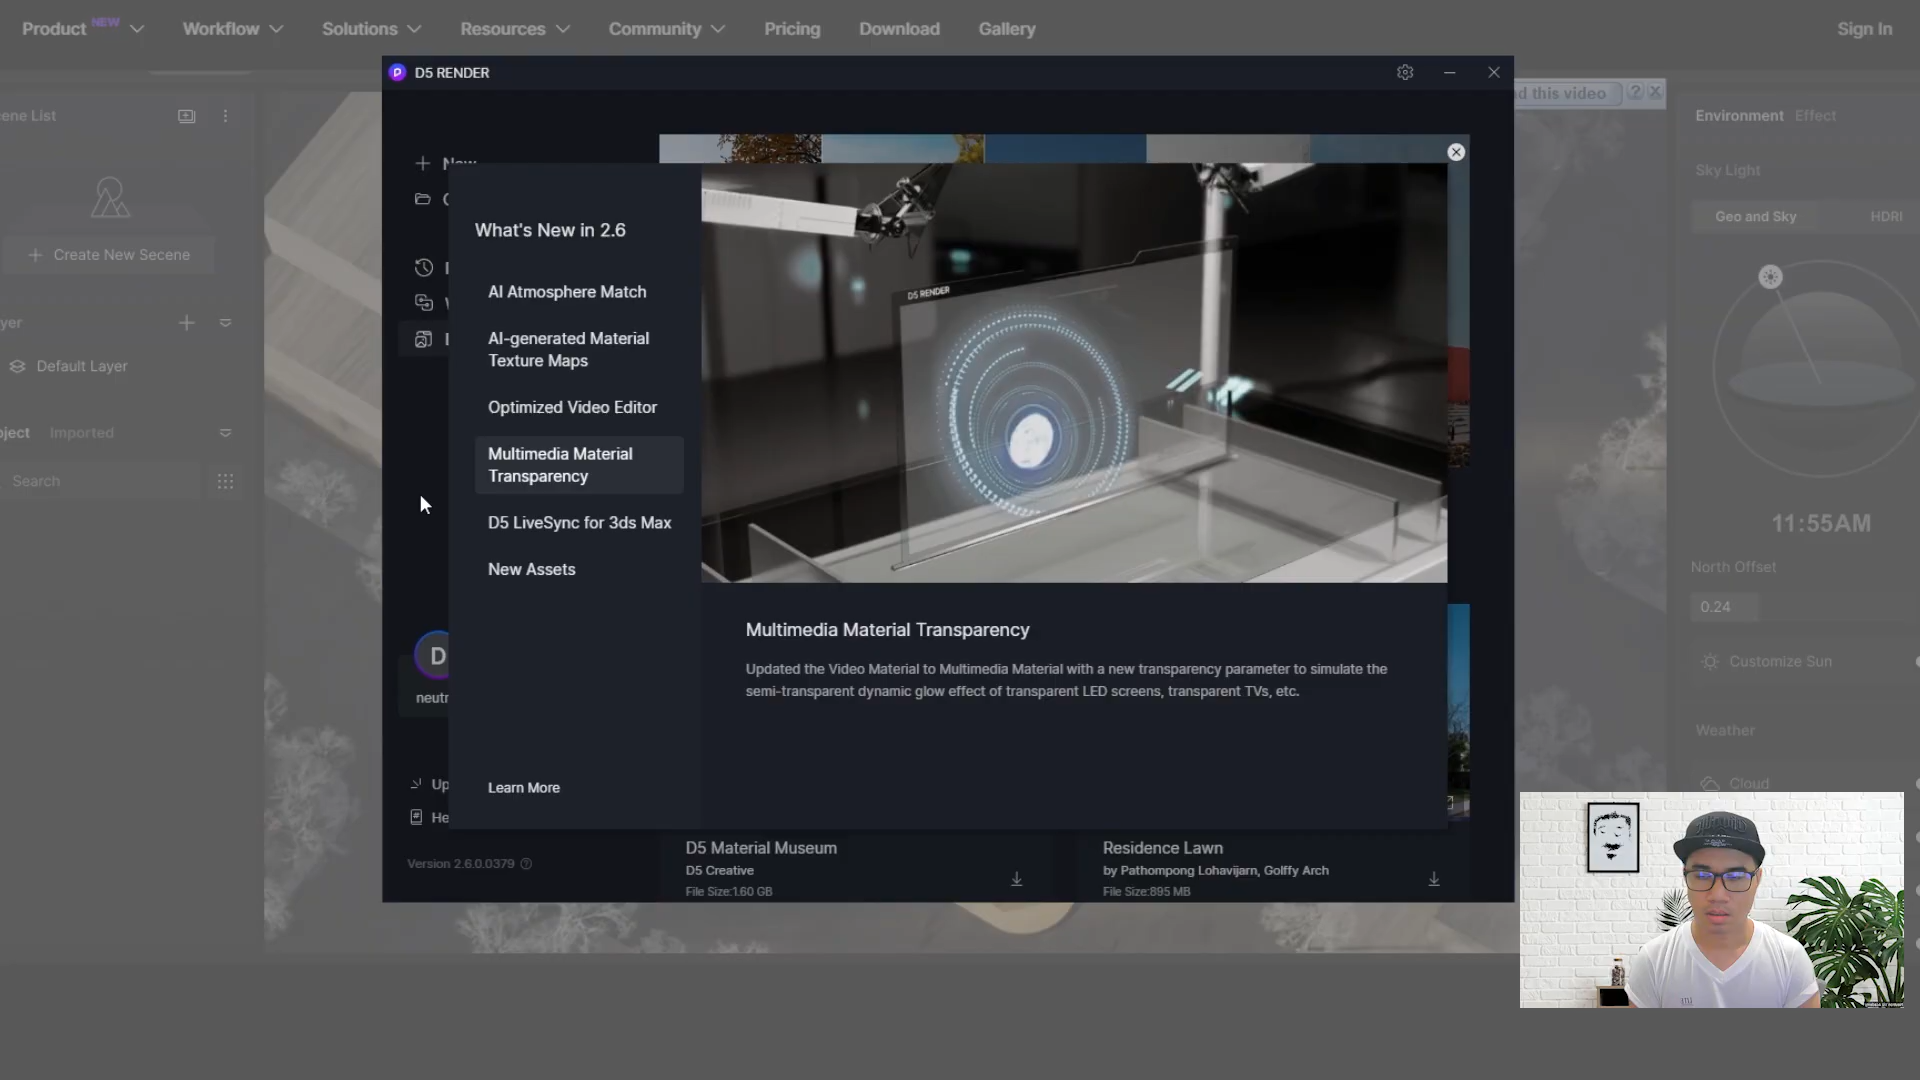 Product NEW
Workflow
Solutions
Resources
Community
Pricing
Download
Gallery
Sign In
D5 RENDER
d this video
?
ene List
Create New Secene
yer
Default Layer
ject
Imported
Search
New
What's New in 2.6
AI Atmosphere Match
AI-generated Material
Texture Maps
Optimized Video Editor
Multimedia Material
Transparency
D5 LiveSync for 3ds Max
New Assets
Learn More
D
neutr
Up
He
Version 2.6.0.0379
D5 RENDER
Multimedia Material Transparency
Updated the Video Material to Multimedia Material with a new transparency parameter to simulate the
semi-transparent dynamic glow effect of transparent LED screens, transparent TVs, etc.
D5 Material Museum
D5 Creative
File Size:1.60 GB
Residence Lawn
by Pathompong Lohavijarn, Golffy Arch
File Size:895 MB
Environment
Effect
Sky Light
Geo and Sky
HDRI
11:55AM
North Offset
0.24
Customize Sun
Weather
Cloud